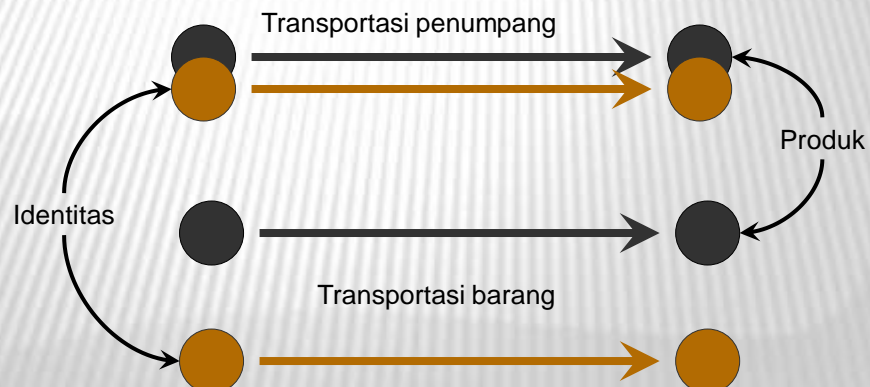 Transportasi penumpang
Produk
Identitas
Transportasi barang